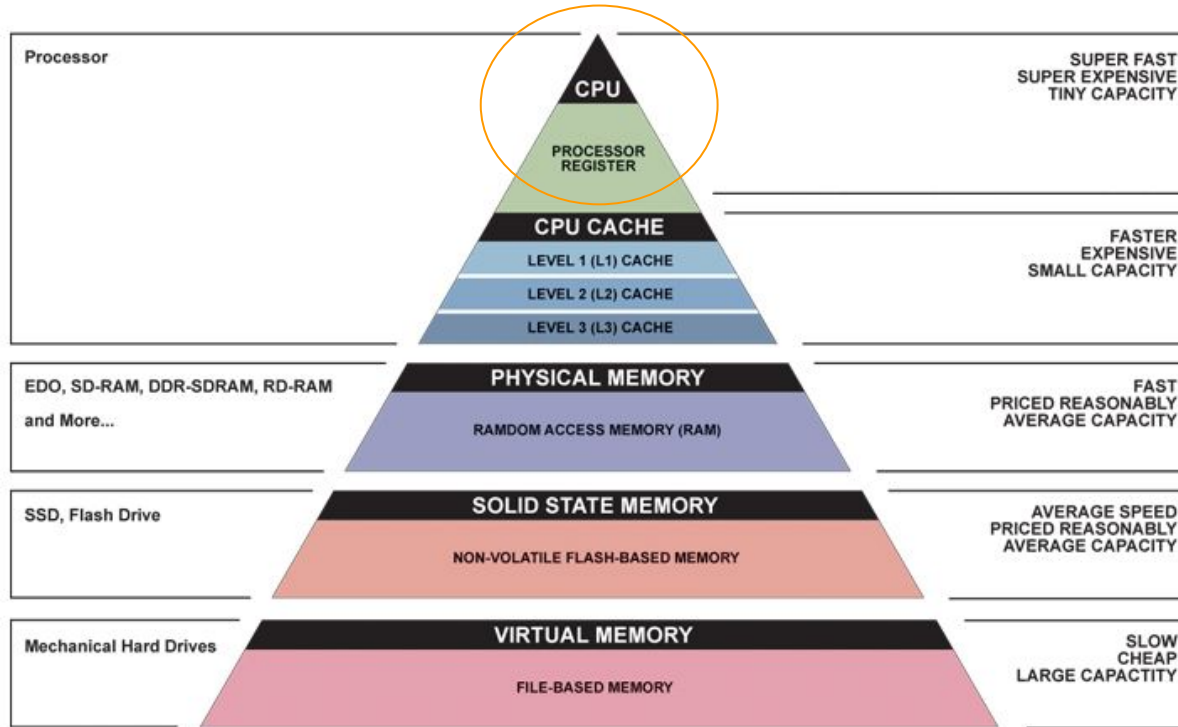 Processor
CPU
PROCESSOR
REGISTER
SUPER FAST
SUPER EXPENSIVE
TINY CAPACITY
CPU CACHE
LEVEL 1 (L1) CACHE
LEVEL 2 (L2) CACHE
LEVEL 3 (L3) CACHE
FASTER
EXPENSIVE
SMALL CAPACITY
EDO, SD-RAM, DDR-SDRAM, RD-RAM
and More...
PHYSICAL MEMORY
RAMDOM ACCESS MEMORY (RAM)
FAST
PRICED REASONABLY
AVERAGE CAPACITY
SSD, Flash Drive
SOLID STATE MEMORY
NON-VOLATILE FLASH-BASED MEMORY
AVERAGE SPEED
PRICED REASONABLY
AVERAGE CAPACITY
Mechanical Hard Drives
VIRTUAL MEMORY
FILE-BASED MEMORY
SLOW
CHEAP
LARGE CAPACTITY